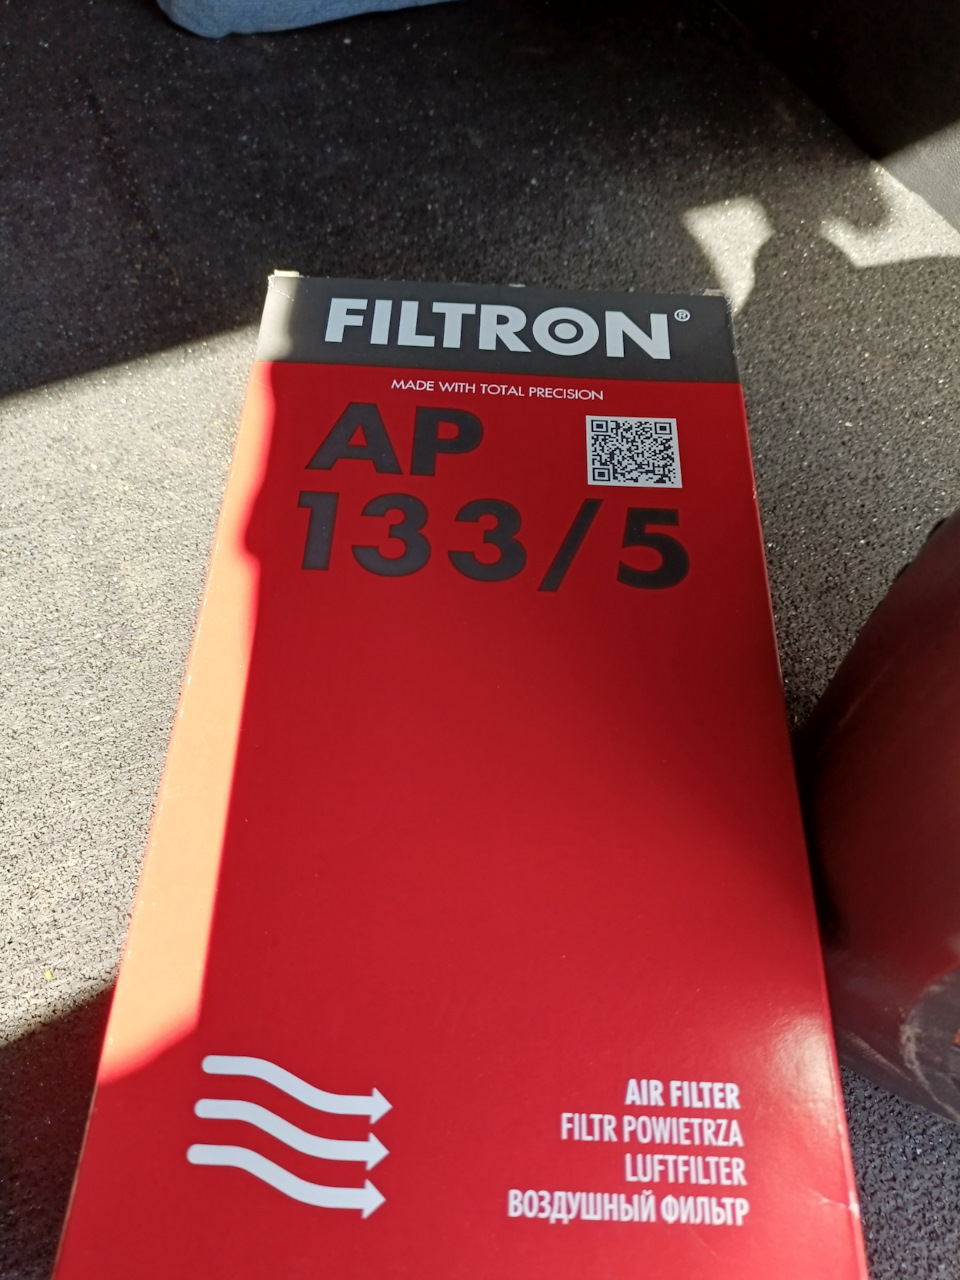 FILTRON®
MADE WITH TOTAL PRECISION
AP
133/5
AIR FILTER
FILTR POWIETRZA
LUFTFILTER
ВОЗДУШНЫЙ ФИЛЬТР